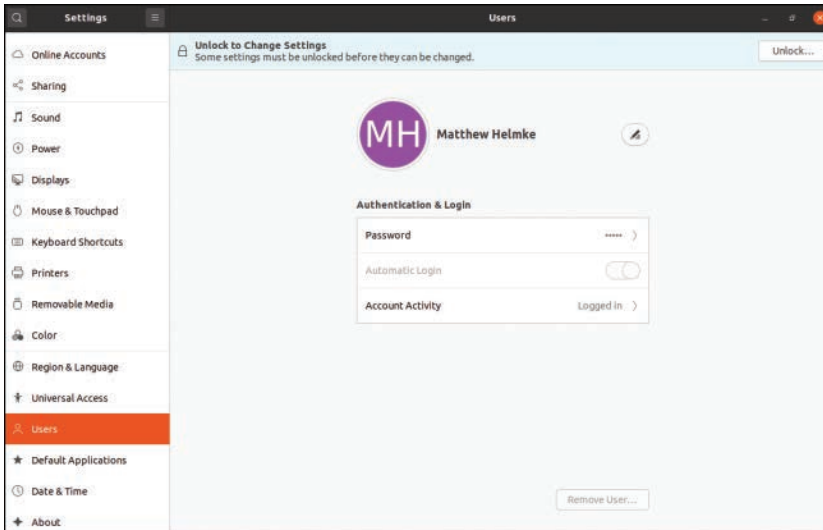 Settings
Users
Unlock to Change Settings
Some settings must be unlocked before they can be changed.
Unlock...
Online Accounts
Sharing
Sound
Power
Displays
Mouse & Touchpad
Keyboard Shortcuts
Printers
Removable Media
Color
Region & Language
Universal Access
Users
Default Applications
Date & Time
About
MH
Matthew Helmke
Authentication & Login
Password •••••
Automatic Login
Account Activity Logged in
Remove User...